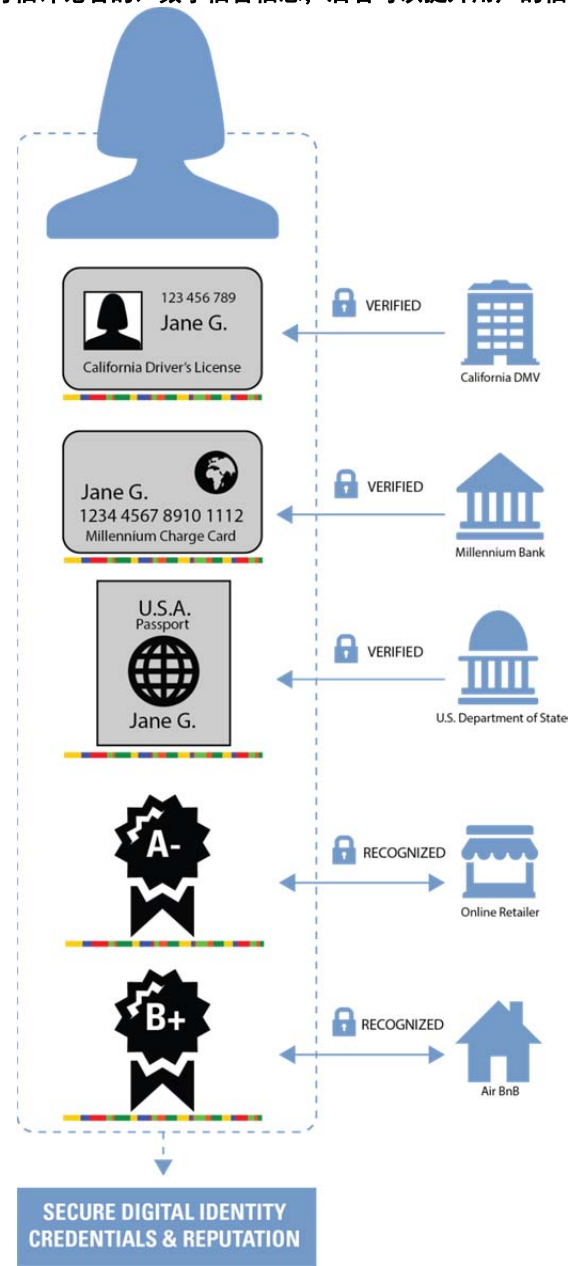 123 456 789
Jane G.
California Driver's License
VERIFIED
California DMV
Jane G.
1234 4567 8910 1112
Millennium Charge Card
VERIFIED
Millennium Bank
U.S.A.
Passport
Jane G.
VERIFIED
U.S. Department of State
A-
RECOGNIZED
Online Retailer
B+
RECOGNIZED
Air BnB
SECURE DIGITAL IDENTITY
CREDENTIALS & REPUTATION